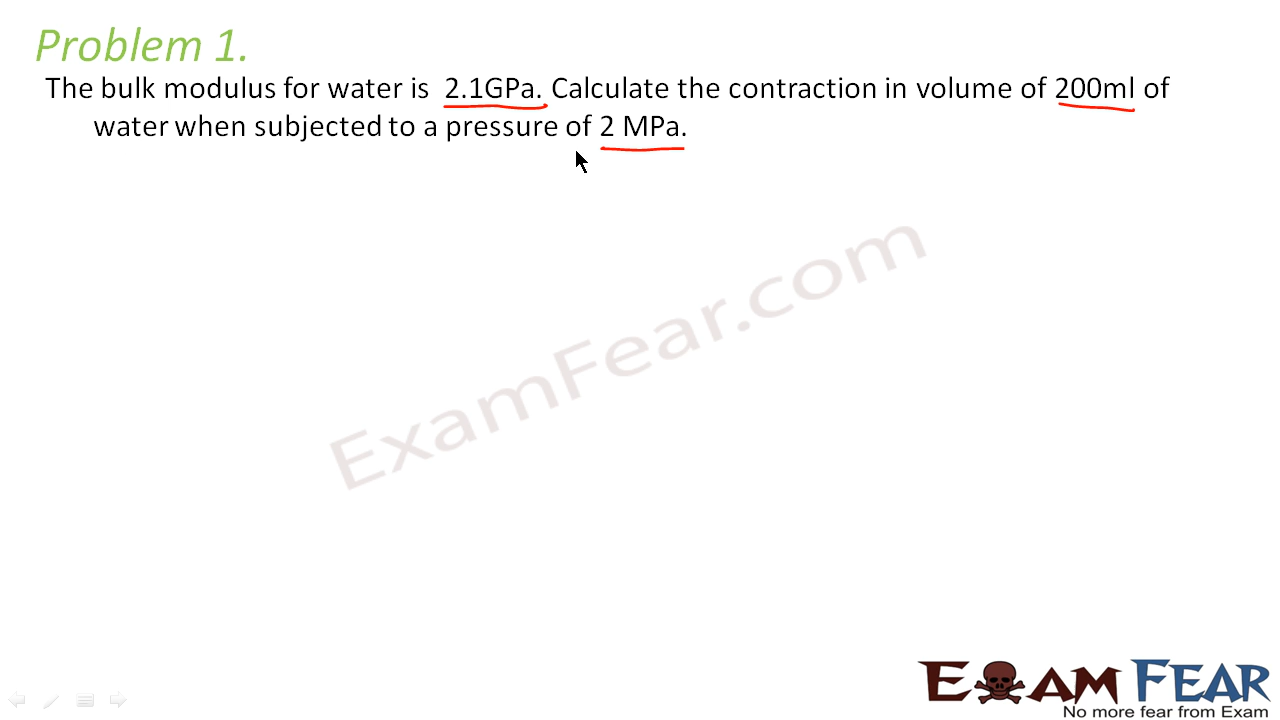 Problem 1.
The bulk modulus for water is 2.1GPa. Calculate the contraction in volume of 200ml of
water when subjected to a pressure of 2 MPa.
ExamFear.com
EXAM FEAR
No more fear from Exam